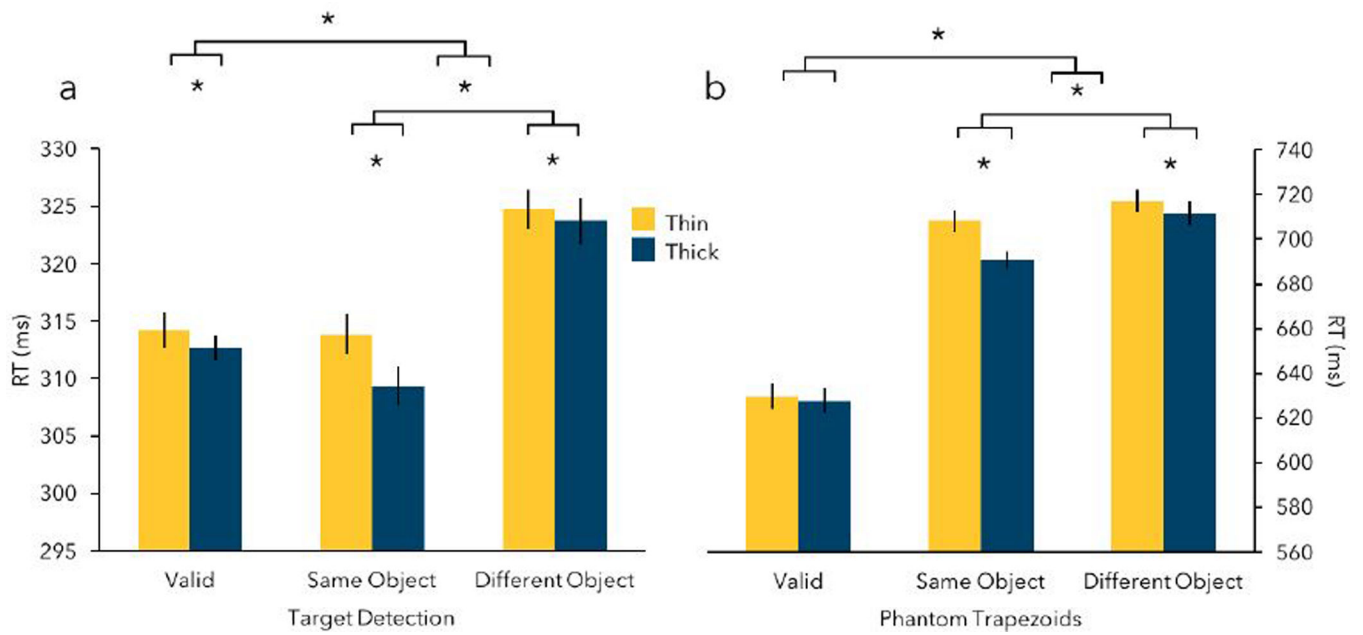 *
*
a
*
*
b
*
*
330
*
*
*
*
740
325
Thin
720
Thick
320
700
680
315
RT (ms)
660
RT (ms)
310
640
305
620
300
600
580
295
560
Valid
Same Object
Different Object
Valid
Same Object
Different Object
Target Detection
Phantom Trapezoids